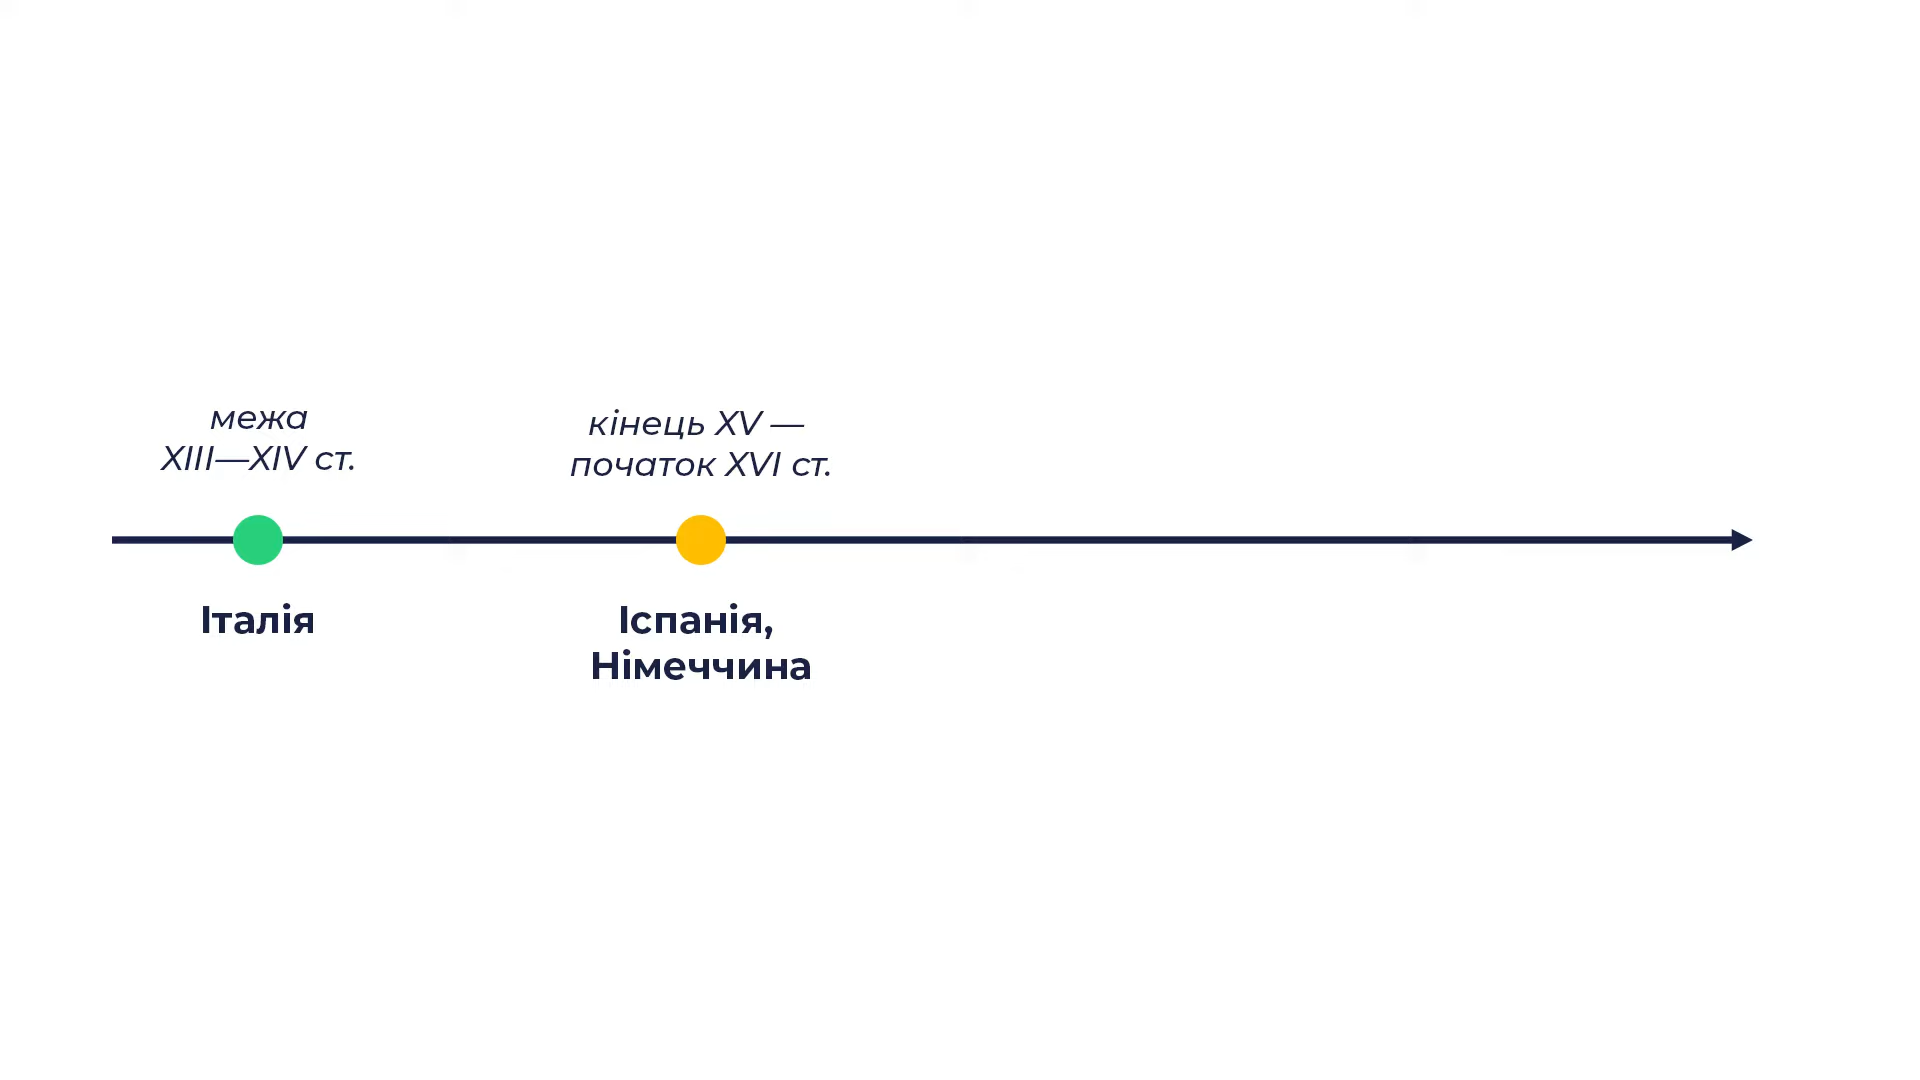 межа
XIII—XIV ст.
кінець XV —
початок XVI ст.
Італія
Іспанія,
Німеччина